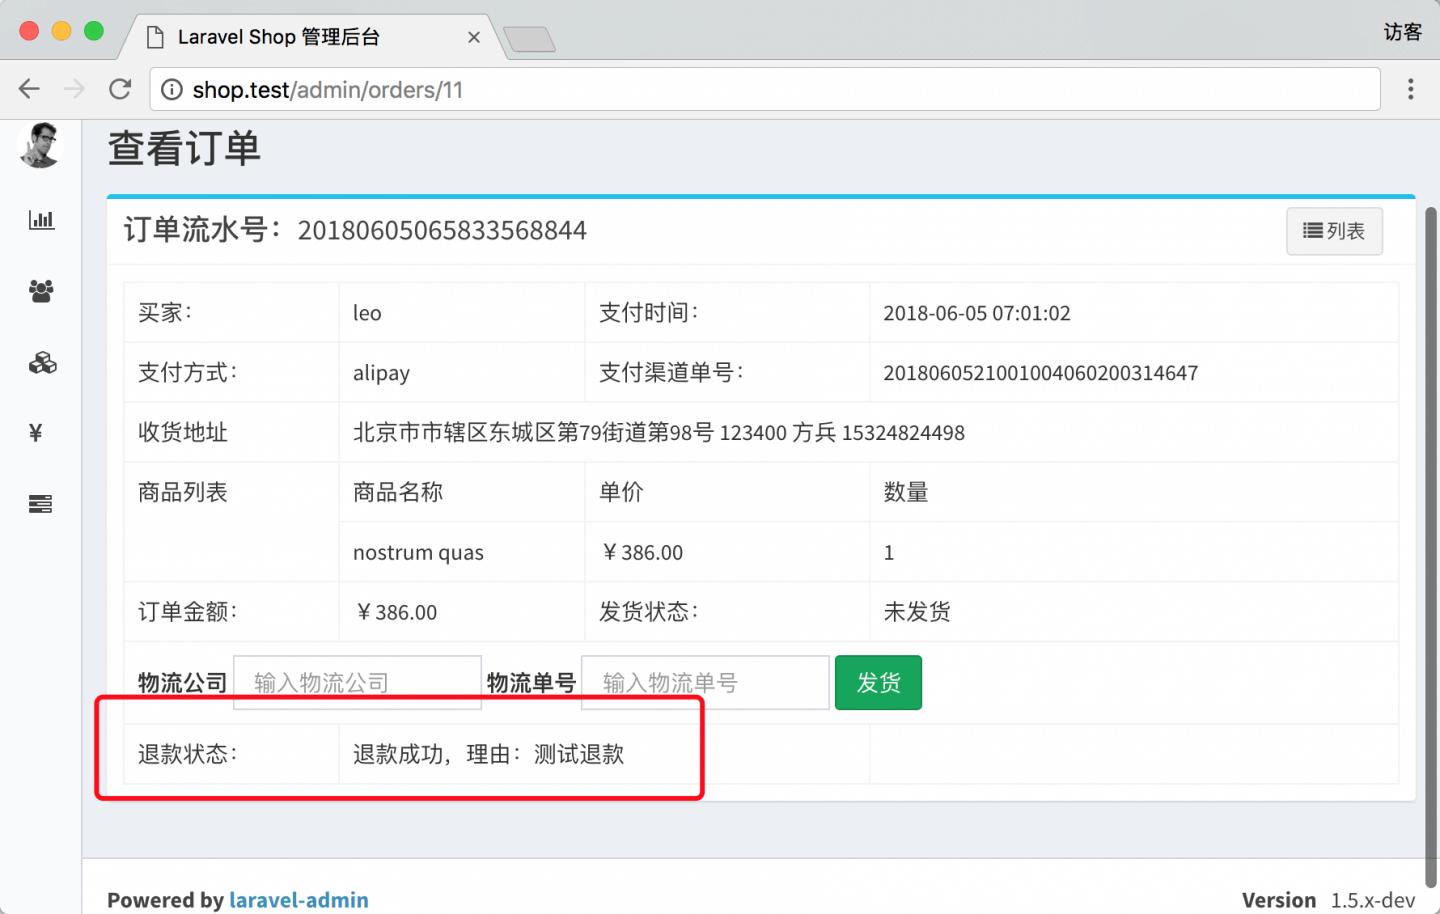 Laravel Shop 管理后台
访客
shop.test/admin/orders/11
查看订单
订单流水号：20180605065833568844
列表
买家： leo 支付时间： 2018-06-05 07:01:02
支付方式： alipay 支付渠道单号： 2018060521001004060200314647
收货地址 北京市市辖区东城区第79街道第98号 123400 方兵 15324824498
商品列表 商品名称 单价 数量
nostrum quas ￥386.00 1
订单金额： ￥386.00 发货状态： 未发货
物流公司 输入物流公司 物流单号 输入物流单号 发货
退款状态： 退款成功，理由：测试退款
Powered by laravel-admin
Version 1.5.x-dev